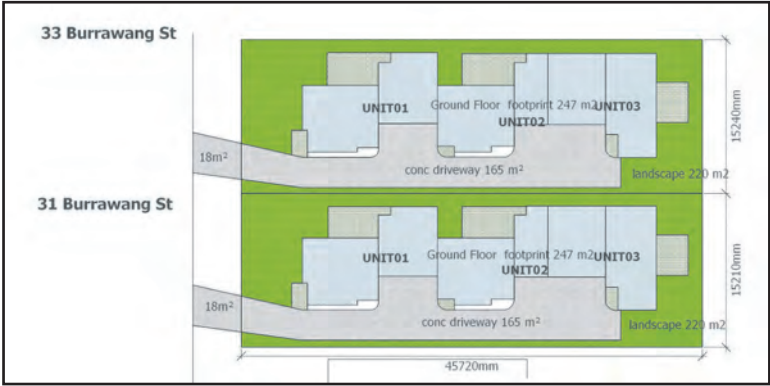 33 Burrawang St
UNIT01
Ground Floor footprint 247 m2
UNIT03
UNIT02
15240mm
18m²
conc driveway 165 m²
landscape 220 m2
31 Burrawang St
UNIT01
Ground Floor footprint 247 m2
UNIT03
UNIT02
15210mm
18m²
conc driveway 165 m²
landscape 220 m2
45720mm